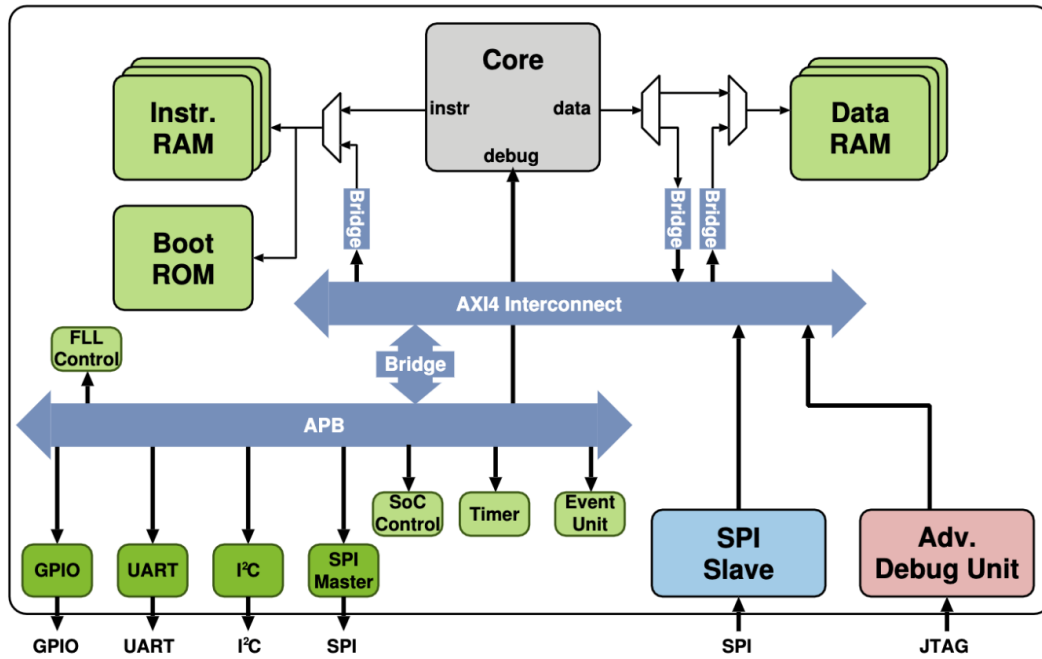 Core
instr
data
debug
Instr.
RAM
Data
RAM
Boot
ROM
Bridge
Bridge
Bridge
AXI4 Interconnect
FLL
Control
Bridge
APB
SoC
Control
Timer
Event
Unit
GPIO
UART
I²C
SPI
Master
SPI
Slave
Adv.
Debug Unit
GPIO
UART
I²C
SPI
SPI
JTAG